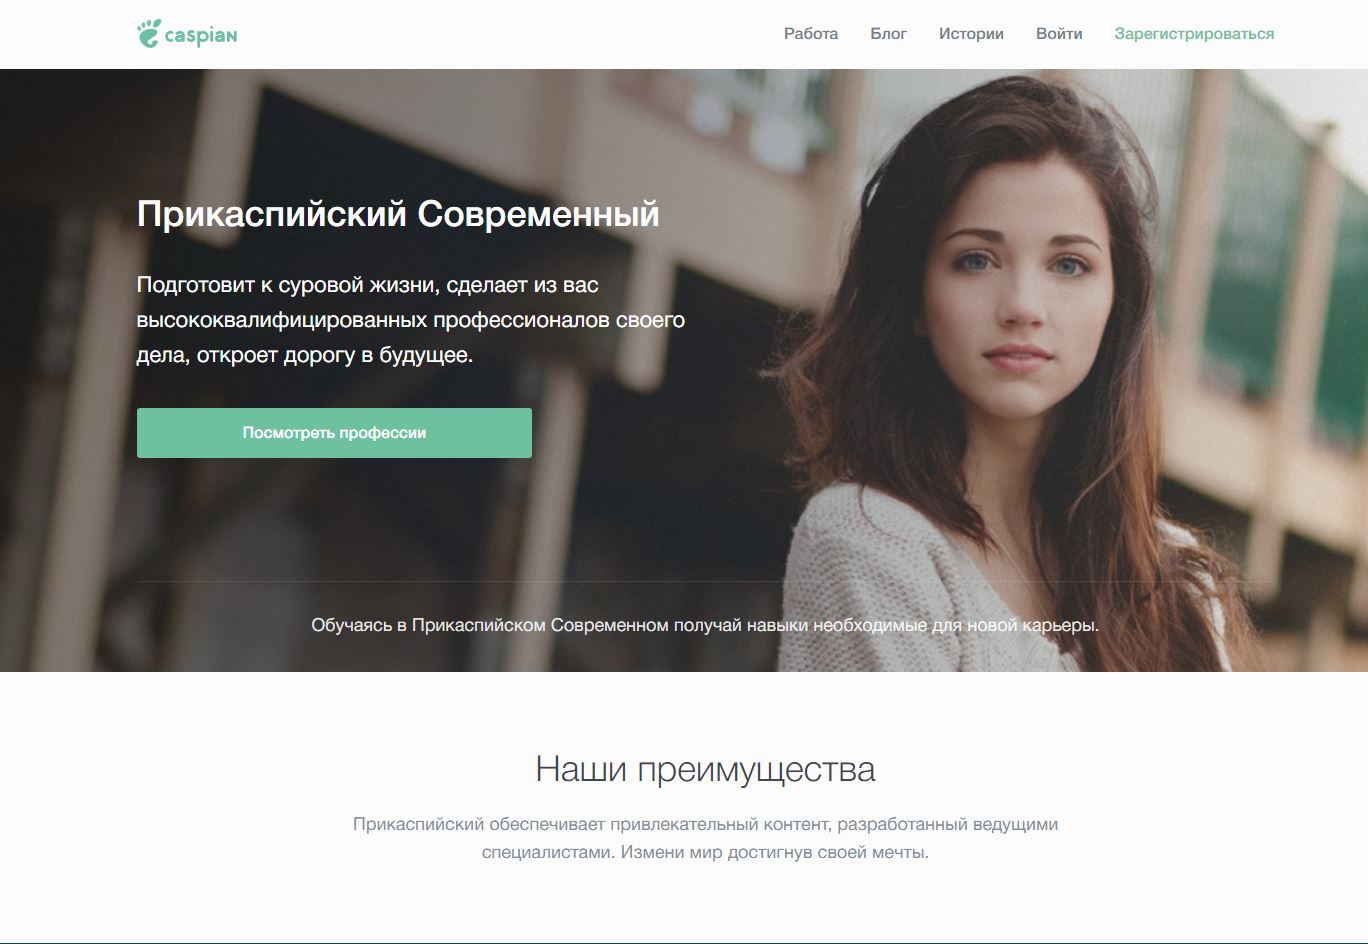 caspian
Работа
Блог
Истории
Войти
Зарегистрироваться
Прикаспийский Современный
Подготовит к суровой жизни, сделает из вас
высококвалифицированных профессионалов своего
дела, откроет дорогу в будущее.
Посмотреть профессии
Обучаясь в Прикаспийском Современном получай навыки необходимые для новой карьеры.
Наши преимущества
Прикаспийский обеспечивает привлекательный контент, разработанный ведущими
специалистами. Измени мир достигнув своей мечты.